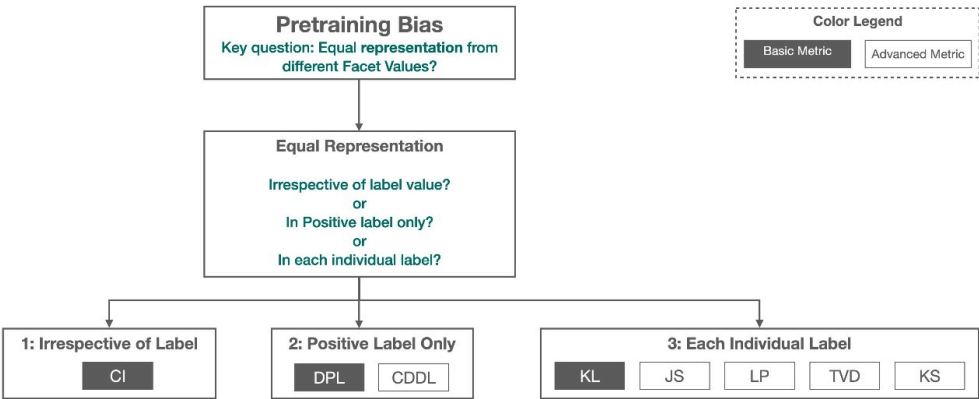 Pretraining Bias
Key question: Equal representation from
different Facet Values?
Color Legend
Basic Metric
Advanced Metric
Equal Representation
Irrespective of label value?
or
In Positive label only?
or
In each individual label?
1: Irrespective of Label
CI
2: Positive Label Only
DPL
CDDL
3: Each Individual Label
KL
JS
LP
TVD
KS